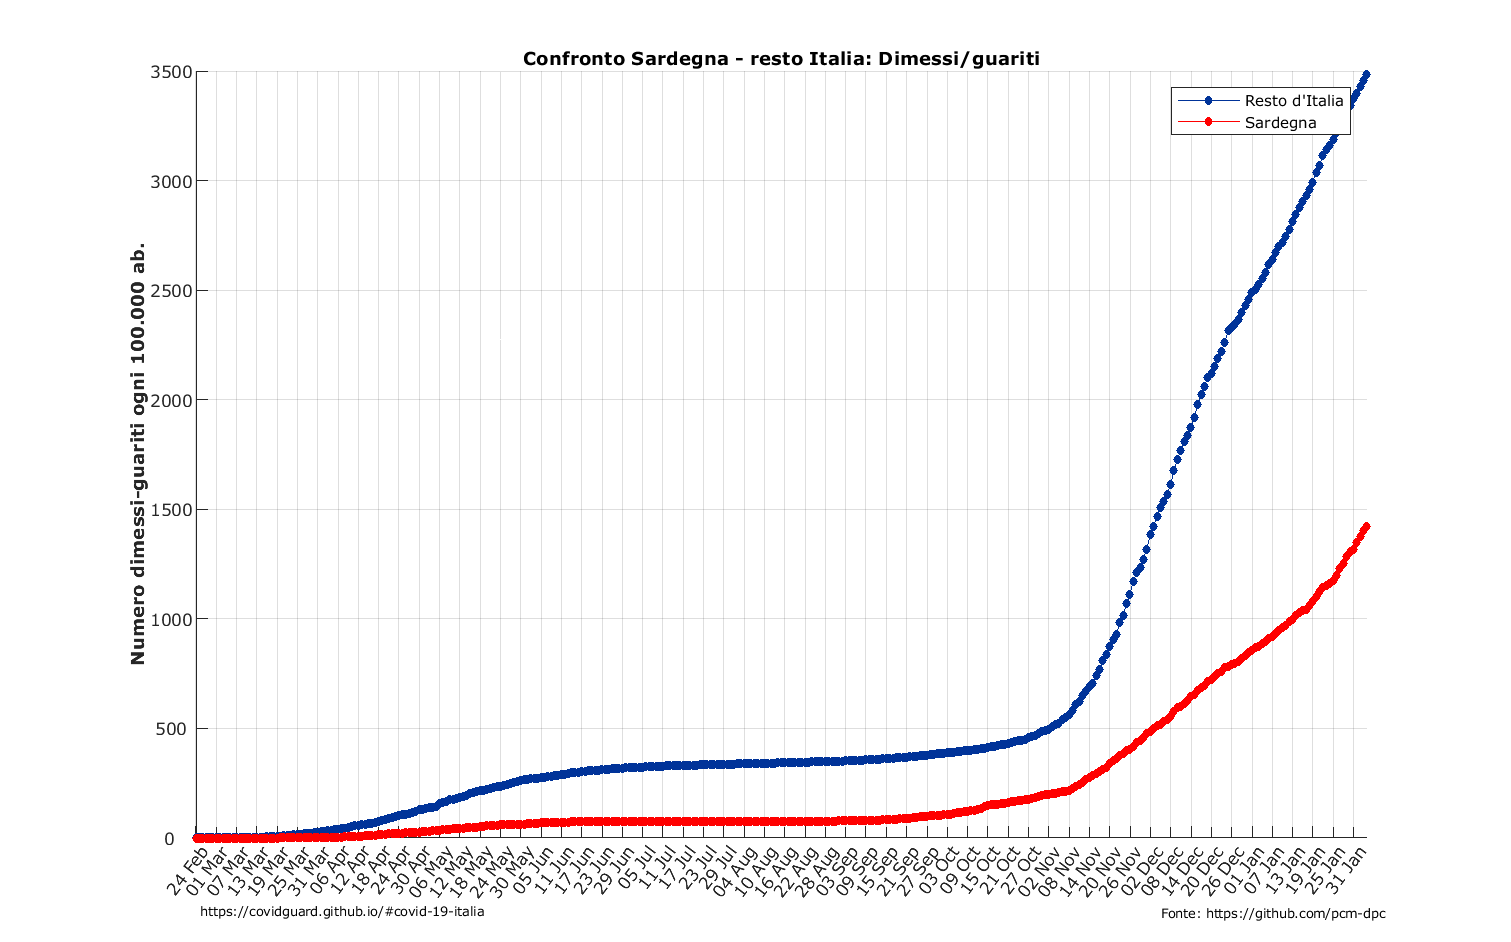 Confronto Sardegna - resto Italia: Dimessi/guariti
Resto d'Italia
Sardegna
Numero dimessi-guariti ogni 100.000 ab.
3500
3000
2500
2000
1500
1000
500
0
24 Feb
01 Mar
07 Mar
13 Mar
19 Mar
25 Mar
31 Mar
06 Apr
12 Apr
18 Apr
24 Apr
30 Apr
06 May
12 May
18 May
24 May
30 May
05 Jun
11 Jun
17 Jun
23 Jun
29 Jun
05 Jul
11 Jul
17 Jul
23 Jul
29 Jul
04 Aug
10 Aug
16 Aug
22 Aug
28 Aug
03 Sep
09 Sep
15 Sep
21 Sep
27 Sep
03 Oct
09 Oct
15 Oct
21 Oct
27 Oct
02 Nov
08 Nov
14 Nov
20 Nov
26 Nov
02 Dec
08 Dec
14 Dec
20 Dec
26 Dec
01 Jan
07 Jan
13 Jan
19 Jan
25 Jan
31 Jan
https://covidguard.github.io/#covid-19-italia
Fonte: https://github.com/pcm-dpc